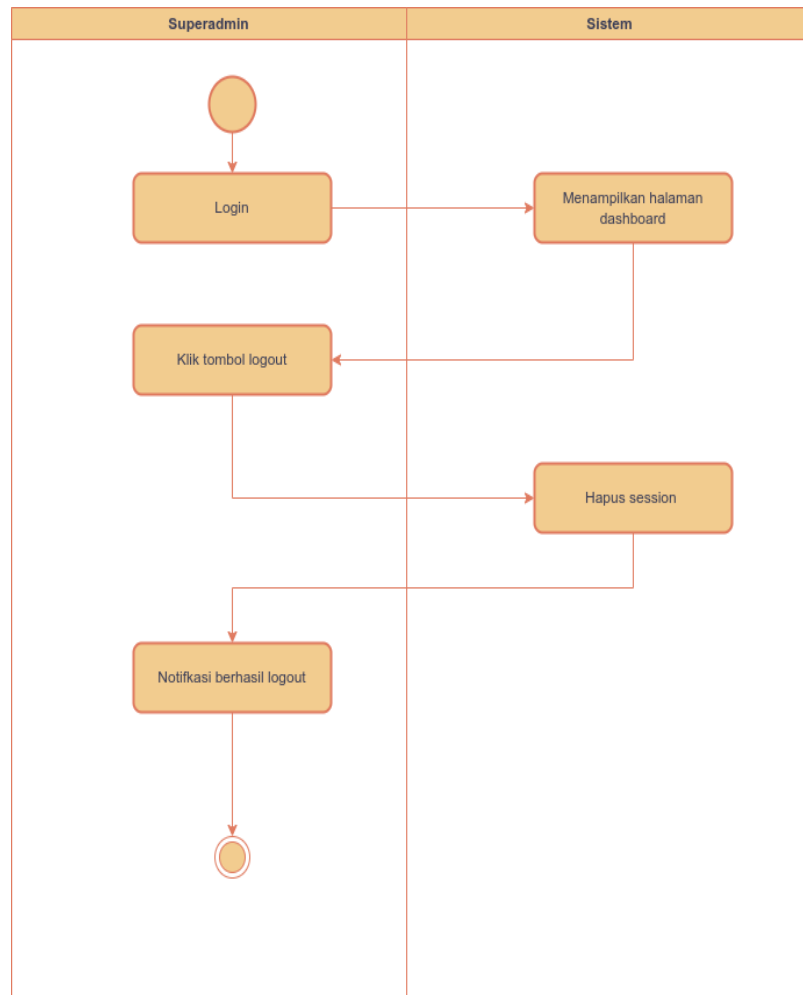 Superadmin
Sistem
Login
Menampilkan halaman
dashboard
Klik tombol logout
Hapus session
Notifkasi berhasil logout